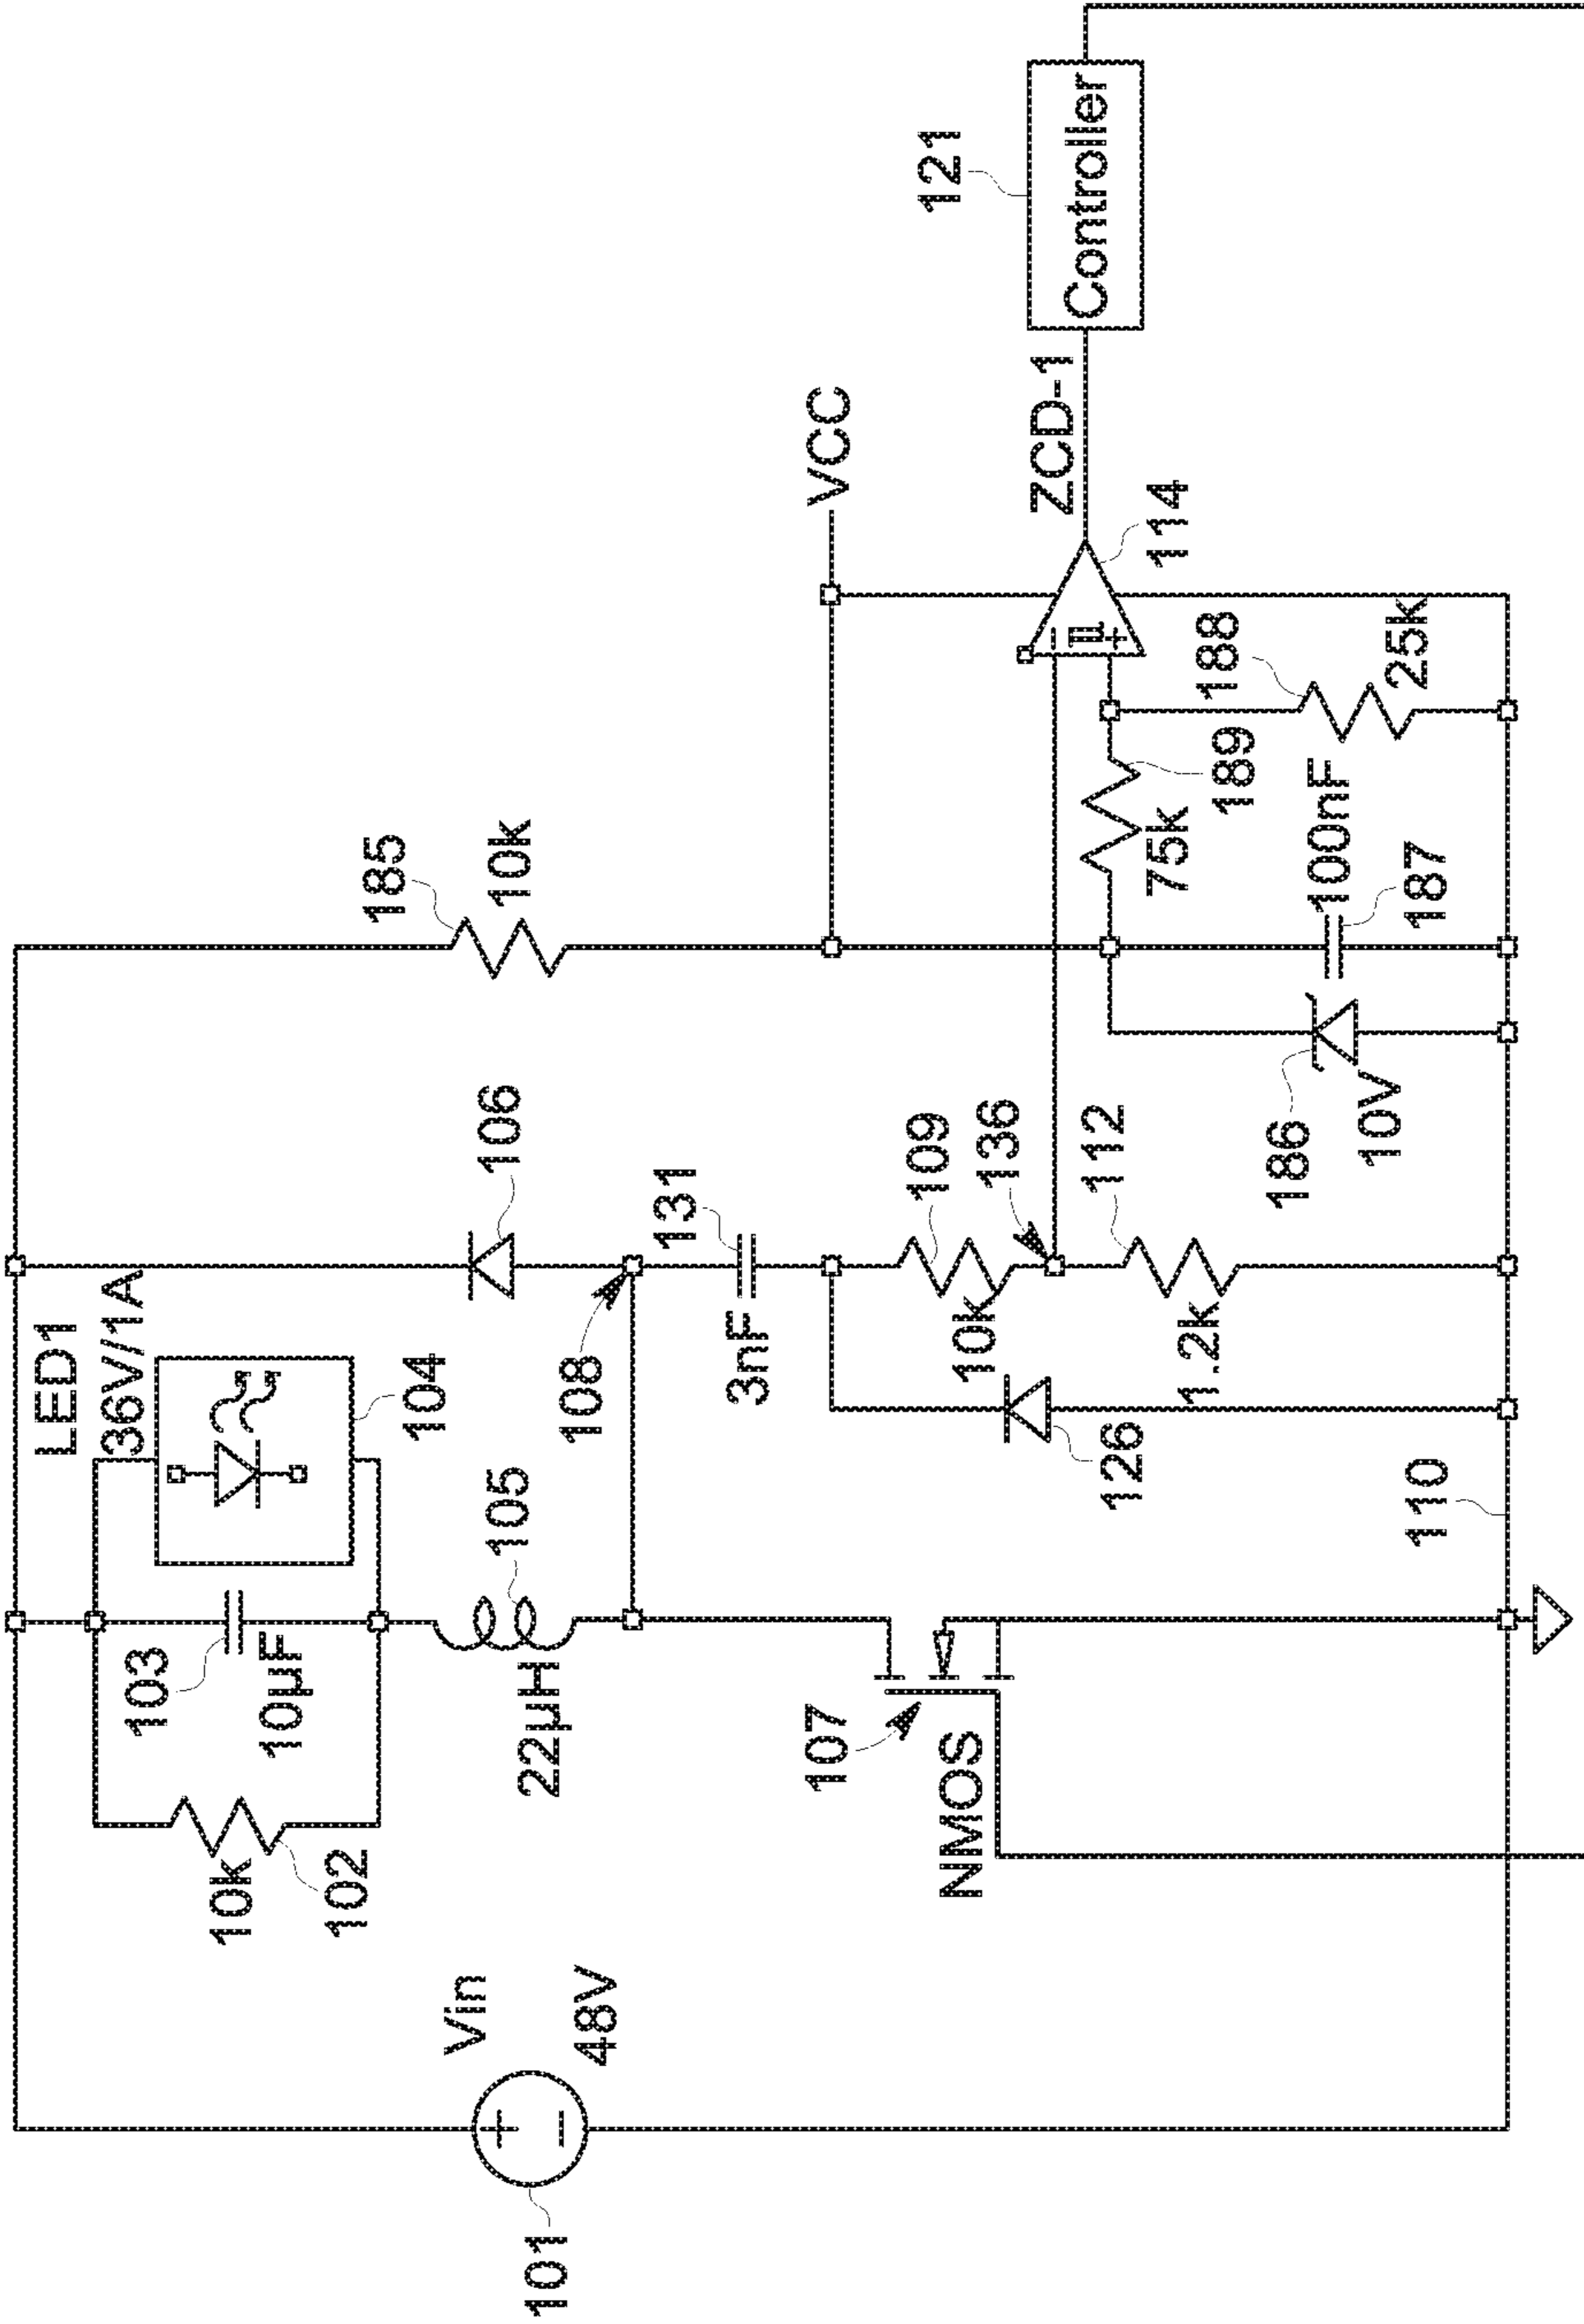 101
Vin
48V
10k
102
103
10µF
LED1
36V/1A
104
105
22µH
107
NMOS
108
106
131
3nF
109
10k
136
112
1.2k
126
110
185
10k
186
10V
187
100nF
75k
189
188
25k
VCC
114
ZCD-1
121
Controller